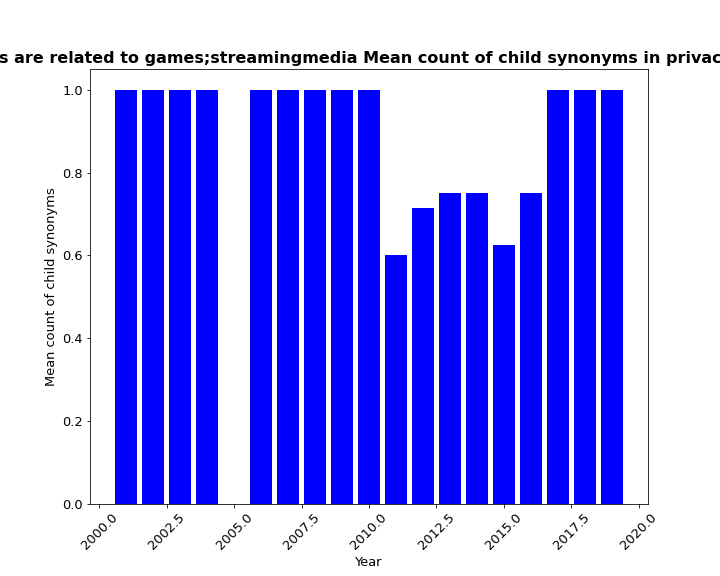 s are related to games;streamingmedia Mean count of child synonyms in privac
1.0
0.8
0.6
0.4
0.2
0.0
Mean count of child synonyms
2000.0 2002.5 2005.0 2007.5 2010.0 2012.5 2015.0 2017.5 2020.0
Year